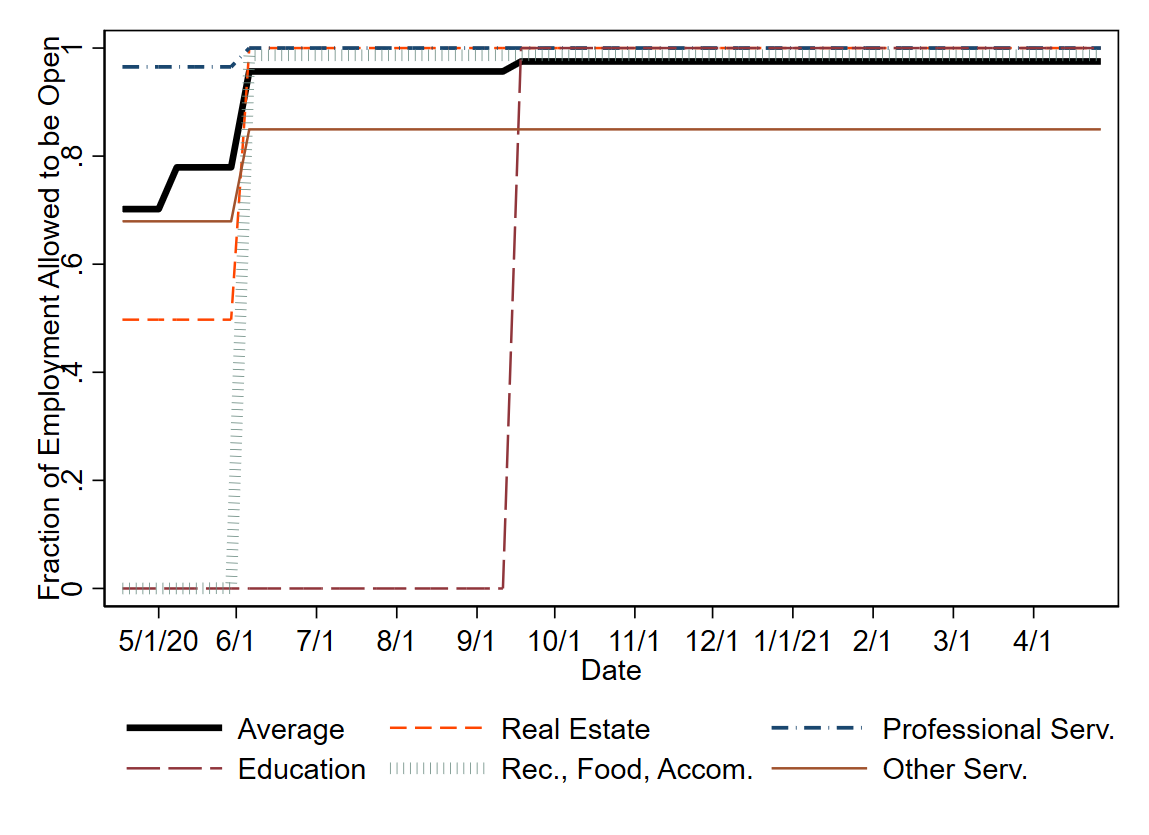 Fraction of Employment Allowed to be Open
1
.8
.6
.4
.2
0
5/1/20 6/1 7/1 8/1 9/1 10/1 11/1 12/1 1/1/21 2/1 3/1 4/1
Date
Average Real Estate Professional Serv.
Education Rec., Food, Accom. Other Serv.